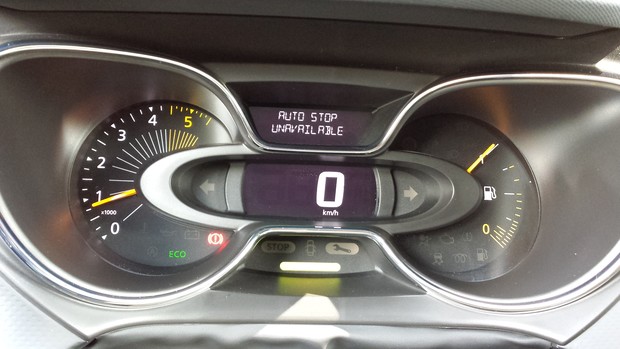 AUTO STOP
UNAVAILABLE
0
1
2
3
4
5
x1000
0
km/h
ECO
STOP
0